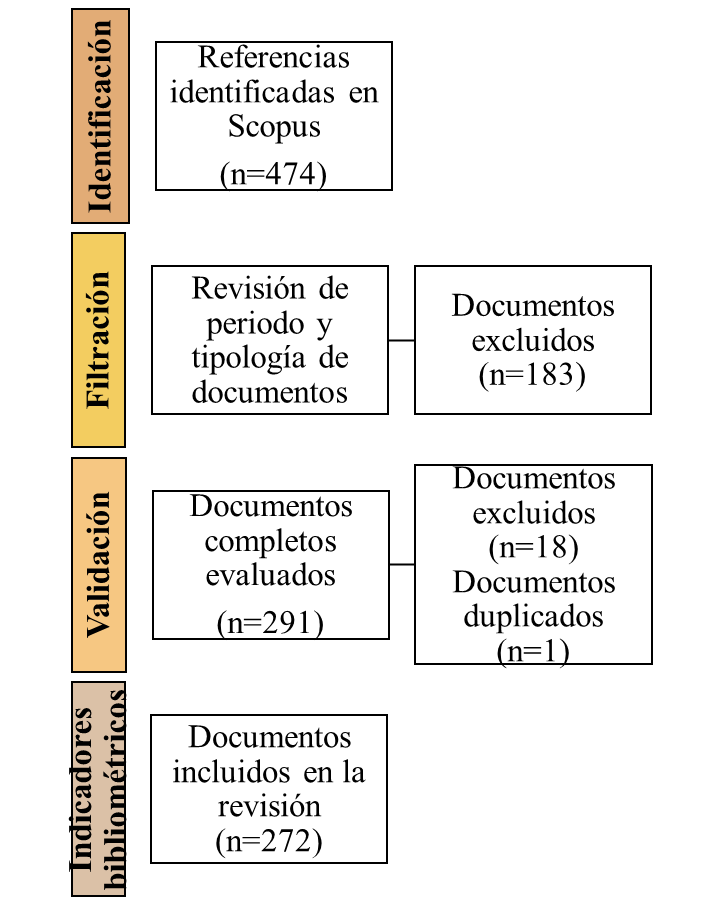 Identificación
Referencias
identificadas en
Scopus
(n=474)
Filtración
Revisión de
periodo y
tipología de
documentos
Documentos
excluidos
(n=183)
Validación
Documentos
completos
evaluados
(n=291)
Documentos
excluidos
(n=18)
Documentos
duplicados
(n=1)
Indicadores
bibliométricos
Documentos
incluidos en la
revisión
(n=272)